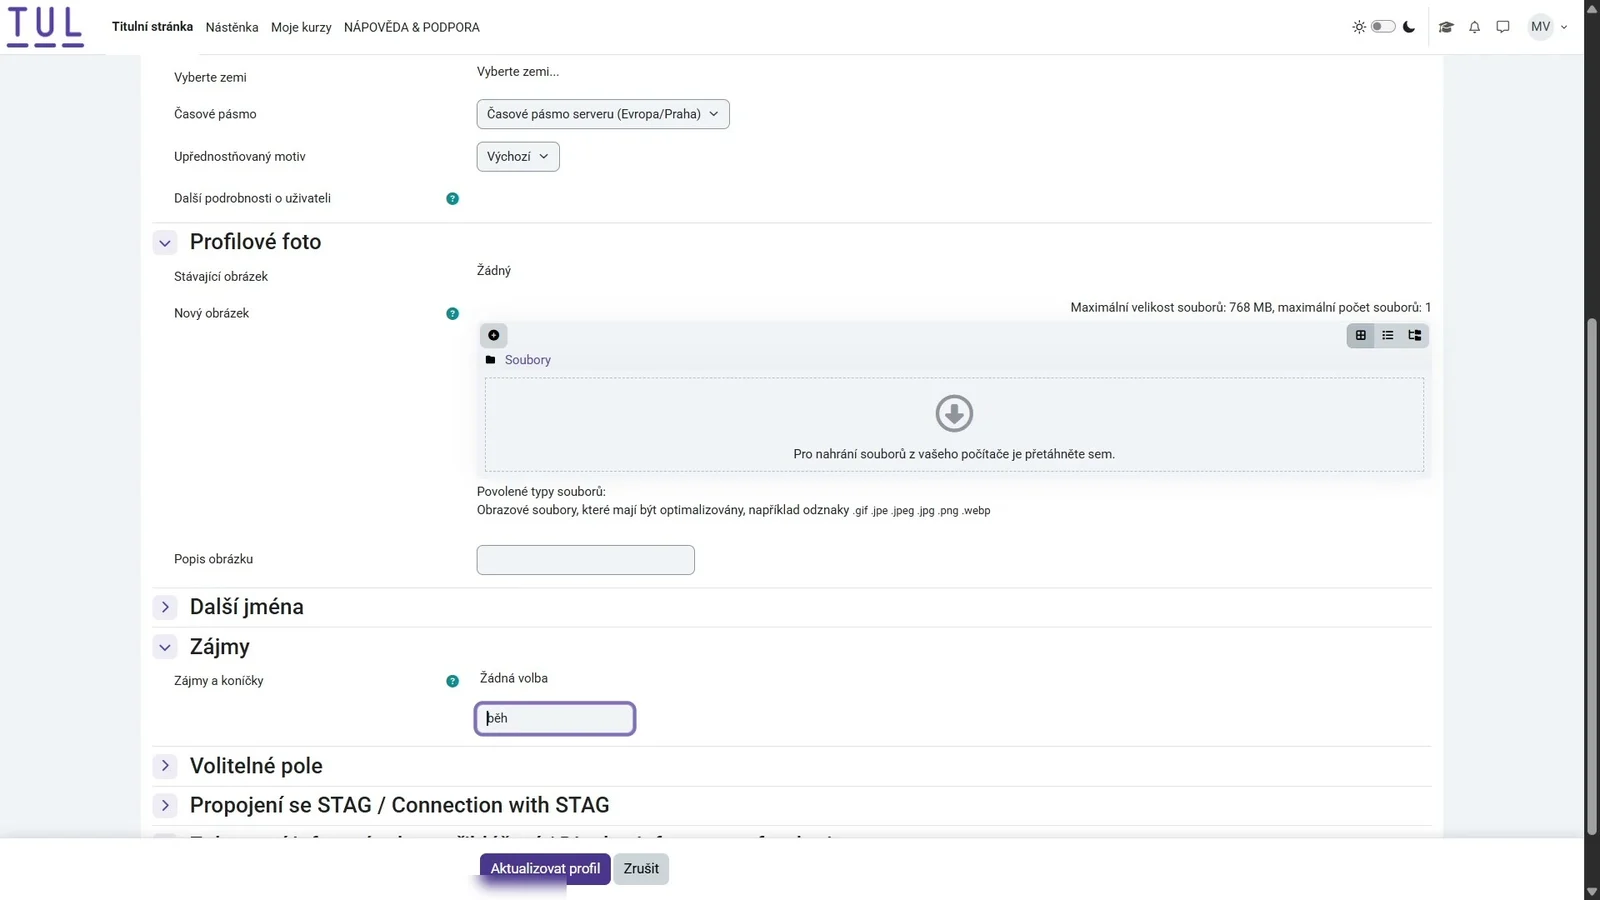 TUL
Titulní stránka
Nástěnka
Moje kurzy
NÁPOVĚDA & PODPORA
MV
Vyberte zemi
Vyberte zemi...
Časové pásmo
Časové pásmo serveru (Evropa/Praha)
Upřednostňovaný motiv
Výchozí
Další podrobnosti o uživateli
?
Profilové foto
Stávající obrázek
Žádný
Nový obrázek
?
Maximální velikost souborů: 768 MB, maximální počet souborů: 1
Soubory
Pro nahrání souborů z vašeho počítače je přetáhněte sem.
Povolené typy souborů:
Obrazové soubory, které mají být optimalizovány, například odznaky .gif .jpe .jpeg .jpg .png .webp
Popis obrázku
Další jména
Zájmy
Zájmy a koníčky
?
Žádná volba
běh
Volitelné pole
Propojení se STAG / Connection with STAG
Aktualizovat profil
Zrušit